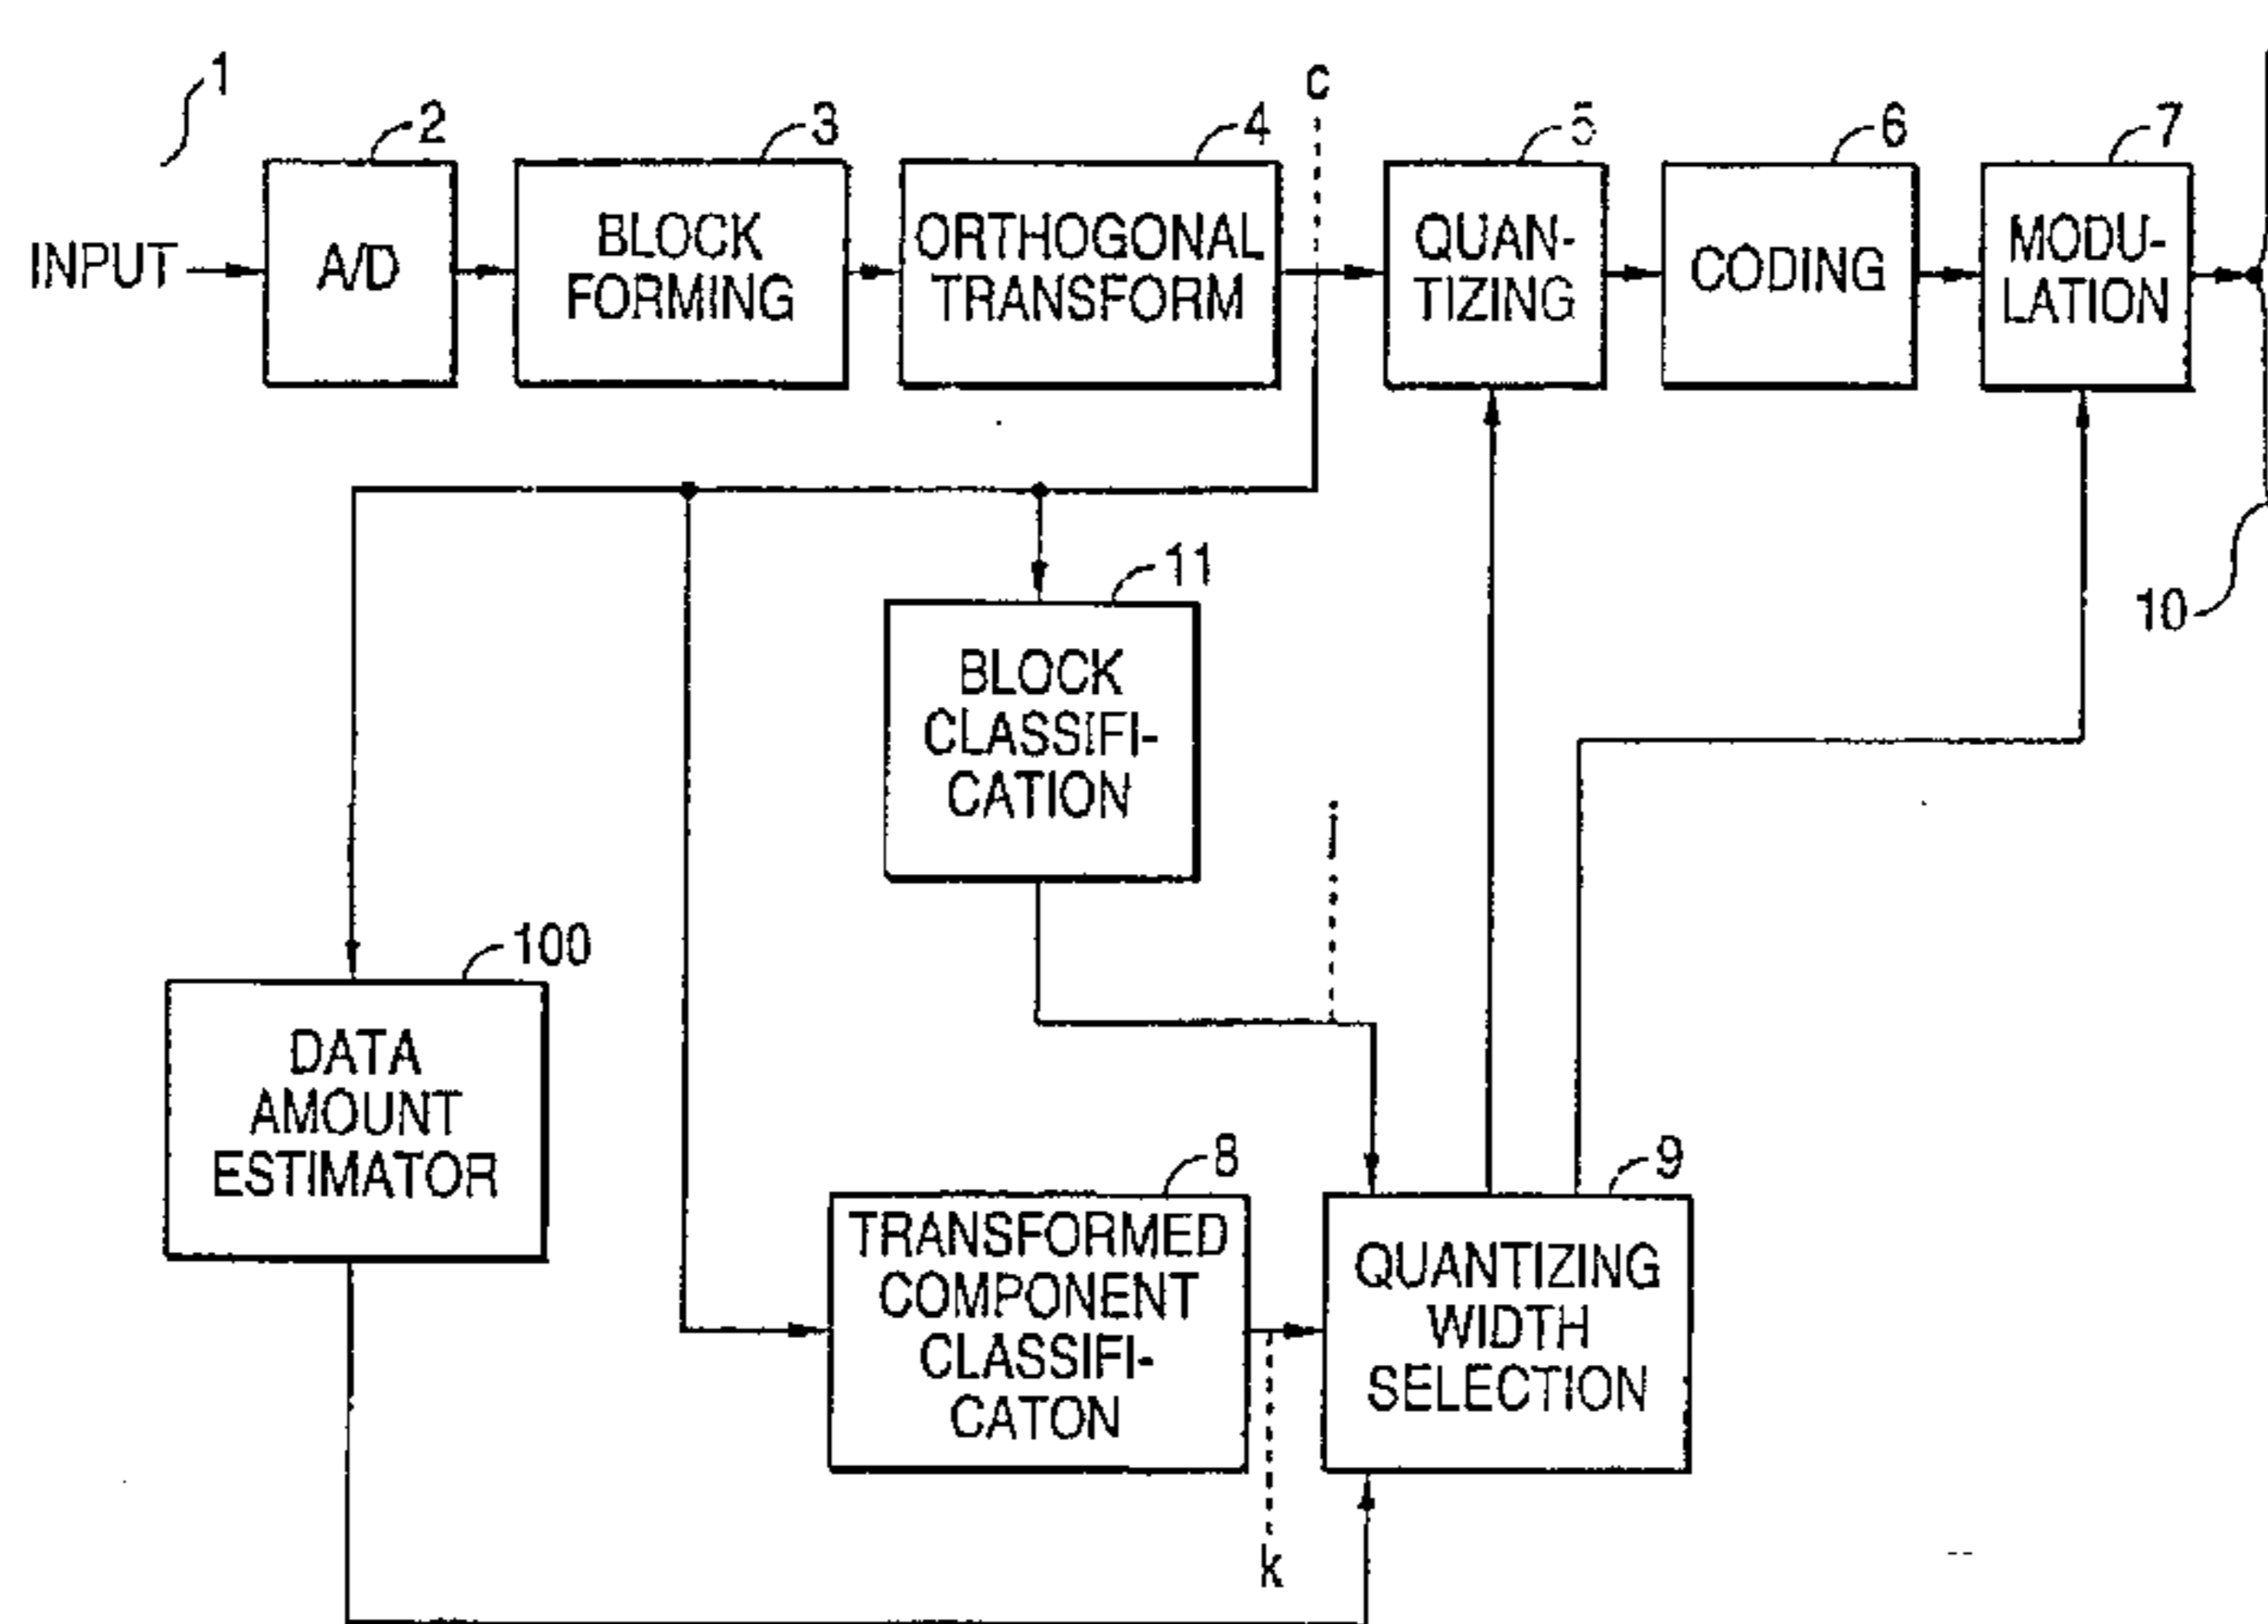 1
2
3
4
c
5
6
7
INPUT
A/D
BLOCK
FORMING
ORTHOGONAL
TRANSFORM
QUAN-
TIZING
CODING
MODU-
LATION
10
11
BLOCK
CLASSIFI-
CATION
i
100
DATA
AMOUNT
ESTIMATOR
8
TRANSFORMED
COMPONENT
CLASSIFI-
CATON
9
QUANTIZING
WIDTH
SELECTION
k